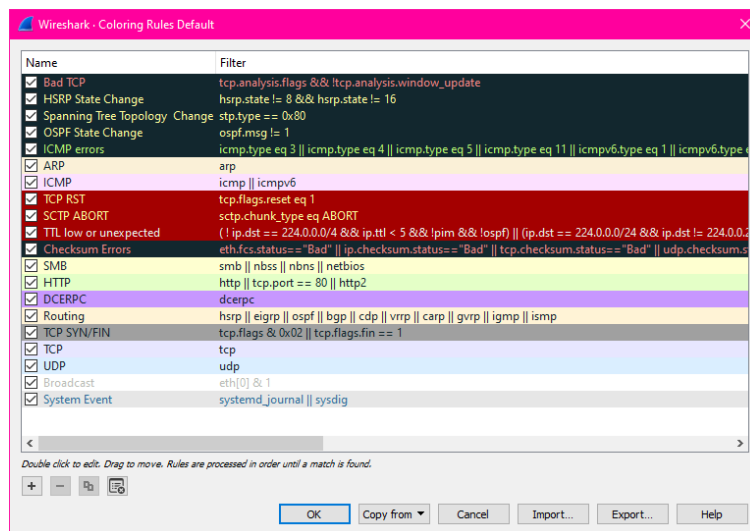 Wireshark · Coloring Rules Default
Name Filter
Bad TCP tcp.analysis.flags && !tcp.analysis.window_update
HSRP State Change hsrp.state != 8 && hsrp.state != 16
Spanning Tree Topology Change stp.type == 0x80
OSPF State Change ospf.msg != 1
ICMP errors icmp.type eq 3 || icmp.type eq 4 || icmp.type eq 5 || icmp.type eq 11 || icmpv6.type eq 1 || icmpv6.type e
ARP arp
ICMP icmp || icmpv6
TCP RST tcp.flags.reset eq 1
SCTP ABORT sctp.chunk_type eq ABORT
TTL low or unexpected ( ! ip.dst == 224.0.0.0/4 && ip.ttl < 5 && !pim && !ospf) || (ip.dst == 224.0.0.0/24 && ip.dst != 224.0.0.2
Checksum Errors eth.fcs.status=="Bad" || ip.checksum.status=="Bad" || tcp.checksum.status=="Bad" || udp.checksum.s
SMB smb || nbss || nbns || netbios
HTTP http || tcp.port == 80 || http2
DCERPC dcerpc
Routing hsrp || eigrp || ospf || bgp || cdp || vrrp || carp || gvrp || igmp || ismp
TCP SYN/FIN tcp.flags & 0x02 || tcp.flags.fin == 1
TCP tcp
UDP udp
Broadcast eth[0] & 1
System Event systemd_journal || sysdig
Double click to edit. Drag to move. Rules are processed in order until a match is found.
OK Copy from Cancel Import... Export... Help